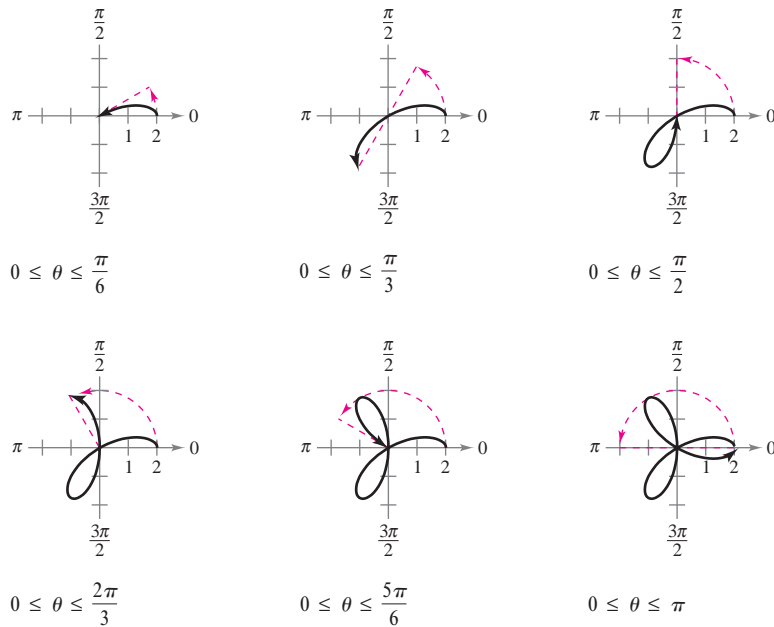 π/2 π/2 π/2
π 0 π 0 π 0
1 2 1 2 1 2
3π/2 3π/2 3π/2
0 ≤ θ ≤ π/6 0 ≤ θ ≤ π/3 0 ≤ θ ≤ π/2
π/2 π/2 π/2
π 0 π 0 π 0
1 2 1 2 1 2
3π/2 3π/2 3π/2
0 ≤ θ ≤ 2π/3 0 ≤ θ ≤ 5π/6 0 ≤ θ ≤ π